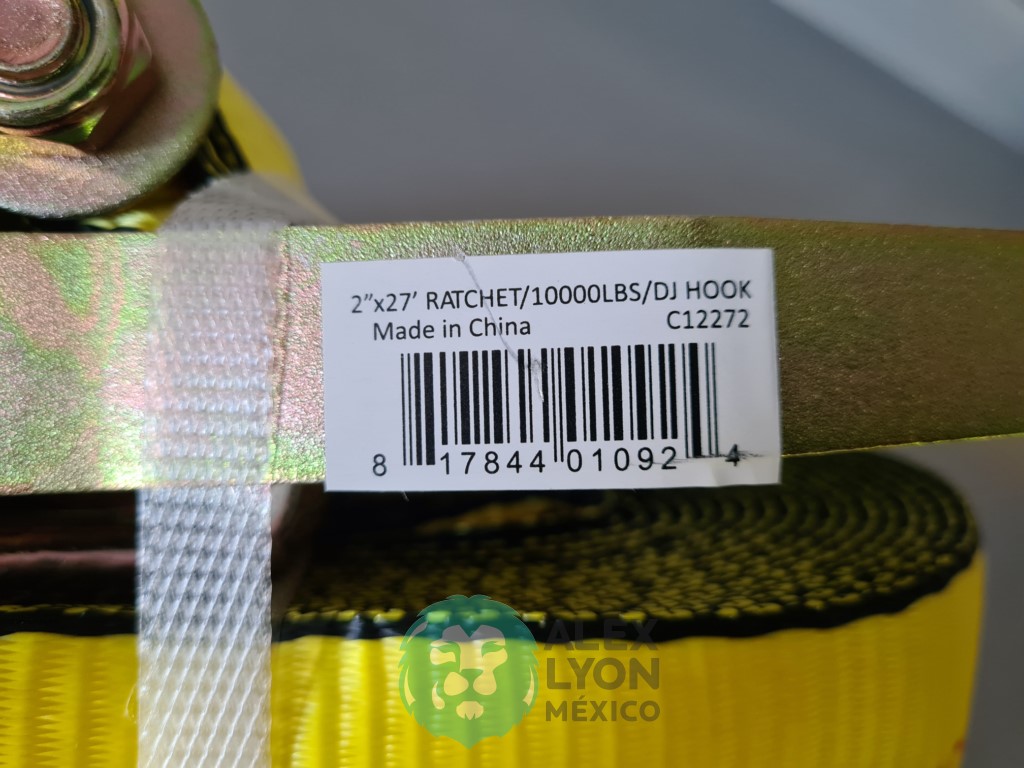 2”x27’ RATCHET/10000LBS/DJ HOOK
Made in China C12272
8 17844 01092 4
ALEX
LYON
MÉXICO